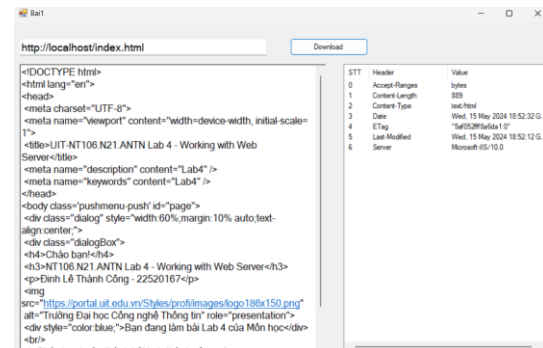 Bai1
http://localhost/index.html
Download
<!DOCTYPE html>
<html lang="en">
<head>
<meta charset="UTF-8">
<meta name="viewport" content="width=device-width, initial-scale=
1">
<title>UIT-NT106.N21.ANTN Lab 4 - Working with Web
Server</title>
<meta name="description" content="Lab4" />
<meta name="keywords" content="Lab4" />
</head>
<body class='pushmenu-push' id="page">
<div class="dialog" style="width:60%;margin:10% auto;text-
align:center;">
<div class="dialogBox">
<h4>Chào bạn!</h4>
<h3>NT106.N21.ANTN Lab 4 - Working with Web Server</h3>
<p>Đinh Lê Thành Công - 22520167</p>
<img
src="https://portal.uit.edu.vn/Styles/profi/images/logo186x150.png"
alt="Trường Đại học Công nghệ Thông tin" role="presentation">
<div style="color:blue;">Bạn đang làm bài Lab 4 của Môn học</div>
<br/>
STT Header Value
0 Accept-Ranges bytes
1 Content-Length 889
2 Content-Type text/html
3 Date Wed, 15 May 2024 18:52:32 G.
4 ETag
5 Last-Modified Wed, 15 May 2024 18:52:12 G.
6 Server Microsoft-IIS/10.0